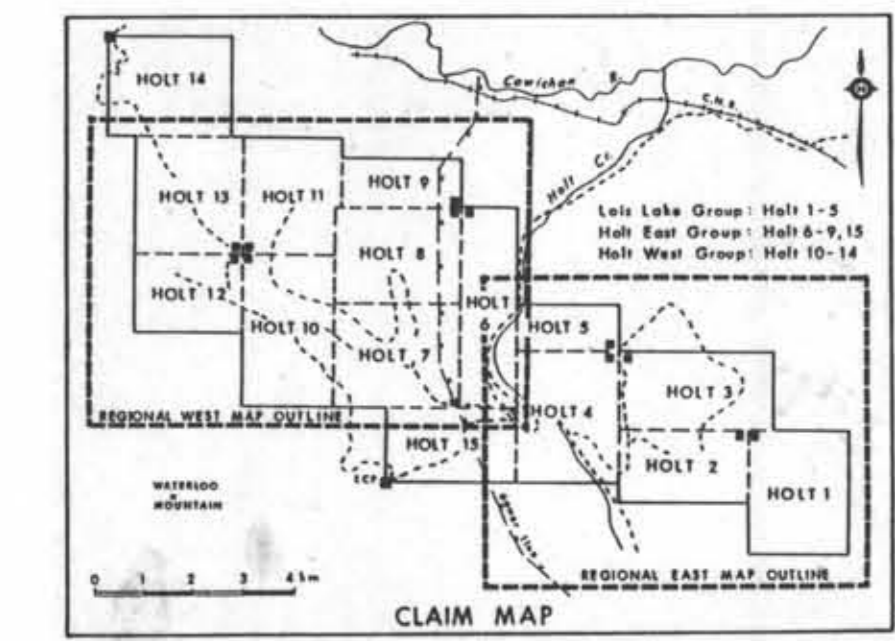 HOLT 14
Cowichan R.
C.N.R.
N
HOLT 13
HOLT 11
HOLT 9
Holt Cr.
Lois Lake Group: Holt 1-5
Holt East Group: Holt 6-9,15
Holt West Group: Holt 10-14
HOLT 8
HOLT 12
HOLT 10
HOLT
6
HOLT 5
HOLT 7
HOLT 3
HOLT 4
REGIONAL WEST MAP OUTLINE
HOLT 15
HOLT 2
LCP
WATERLOO
MOUNTAIN
HOLT 1
power line
0 1 2 3 4 km
REGIONAL EAST MAP OUTLINE
CLAIM MAP